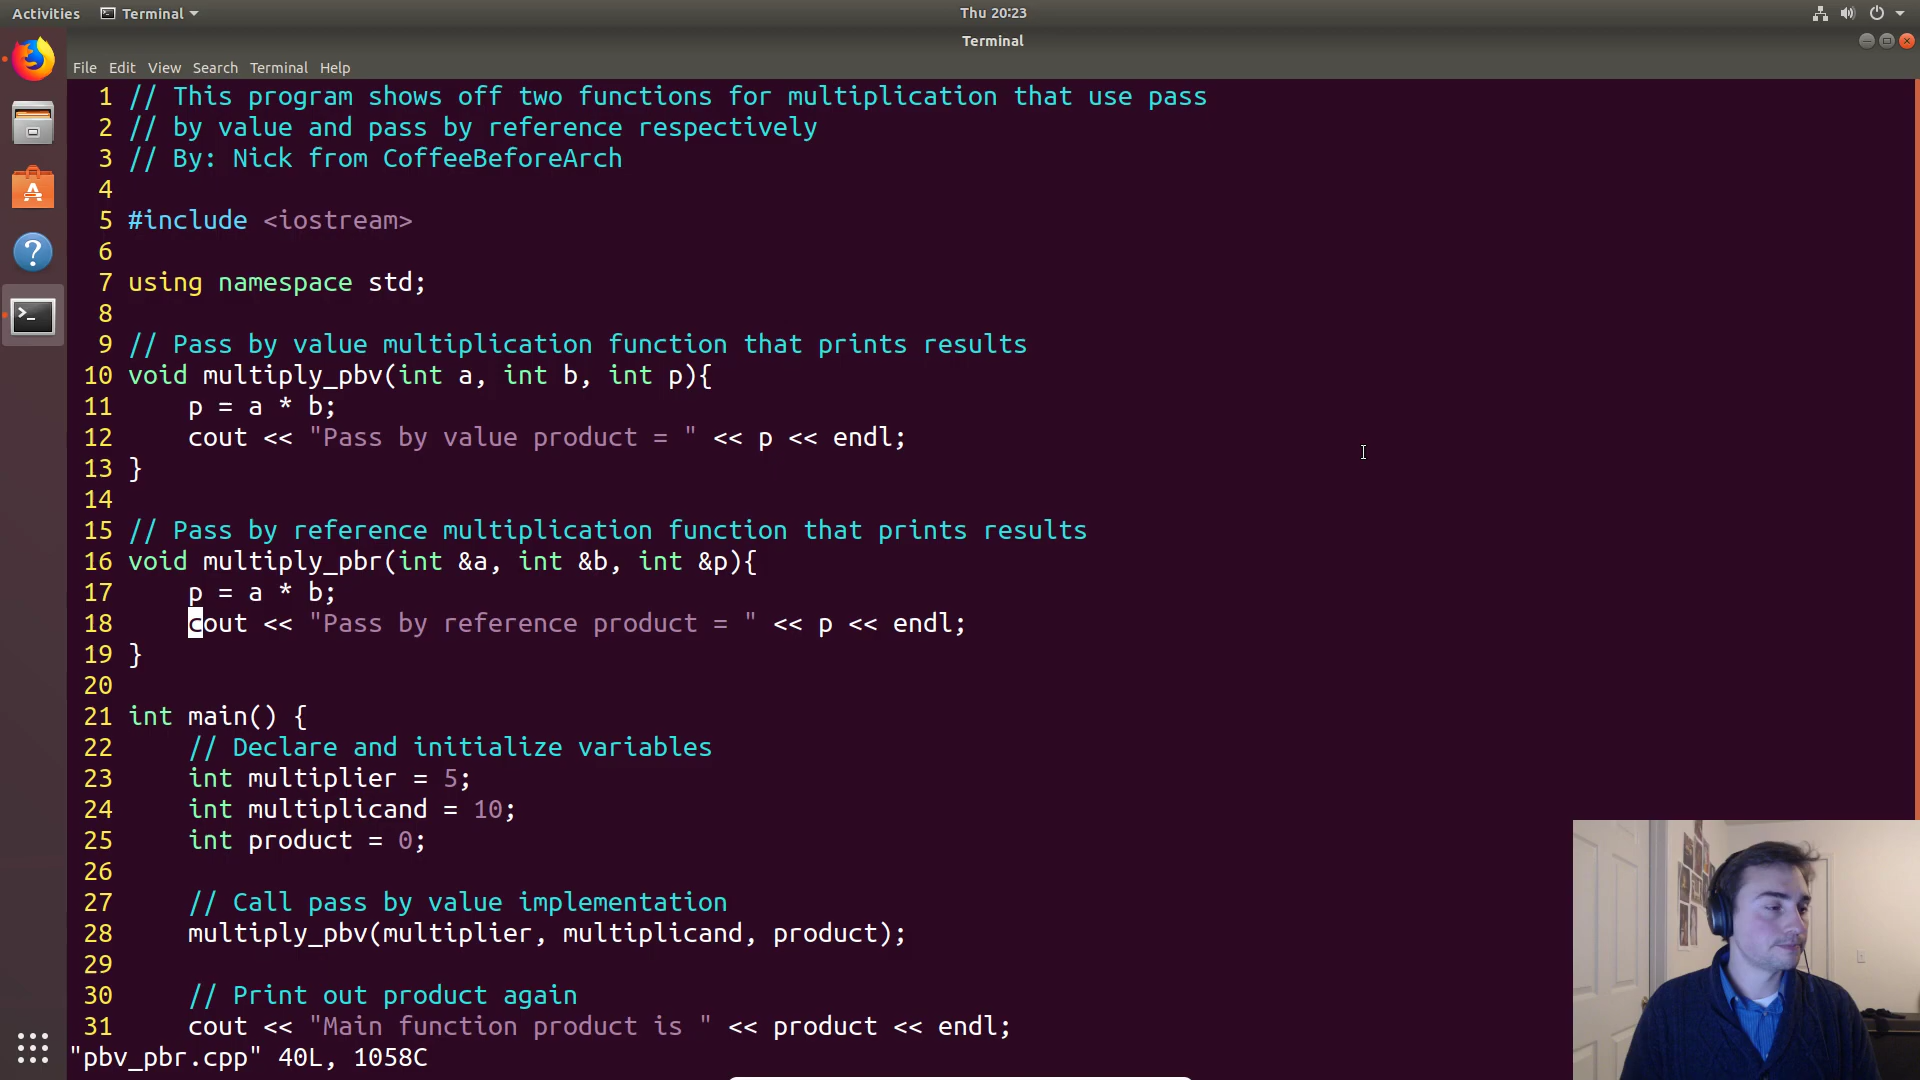 Activities Terminal Thu 20:23
Terminal
File Edit View Search Terminal Help
1 // This program shows off two functions for multiplication that use pass
2 // by value and pass by reference respectively
3 // By: Nick from CoffeeBeforeArch
4
5 #include <iostream>
6
7 using namespace std;
8
9 // Pass by value multiplication function that prints results
10 void multiply_pbv(int a, int b, int p){
11     p = a * b;
12     cout << "Pass by value product = " << p << endl;
13 }
14
15 // Pass by reference multiplication function that prints results
16 void multiply_pbr(int &a, int &b, int &p){
17     p = a * b;
18     cout << "Pass by reference product = " << p << endl;
19 }
20
21 int main() {
22     // Declare and initialize variables
23     int multiplier = 5;
24     int multiplicand = 10;
25     int product = 0;
26
27     // Call pass by value implementation
28     multiply_pbv(multiplier, multiplicand, product);
29
30     // Print out product again
31     cout << "Main function product is " << product << endl;
"pbv_pbr.cpp" 40L, 1058C